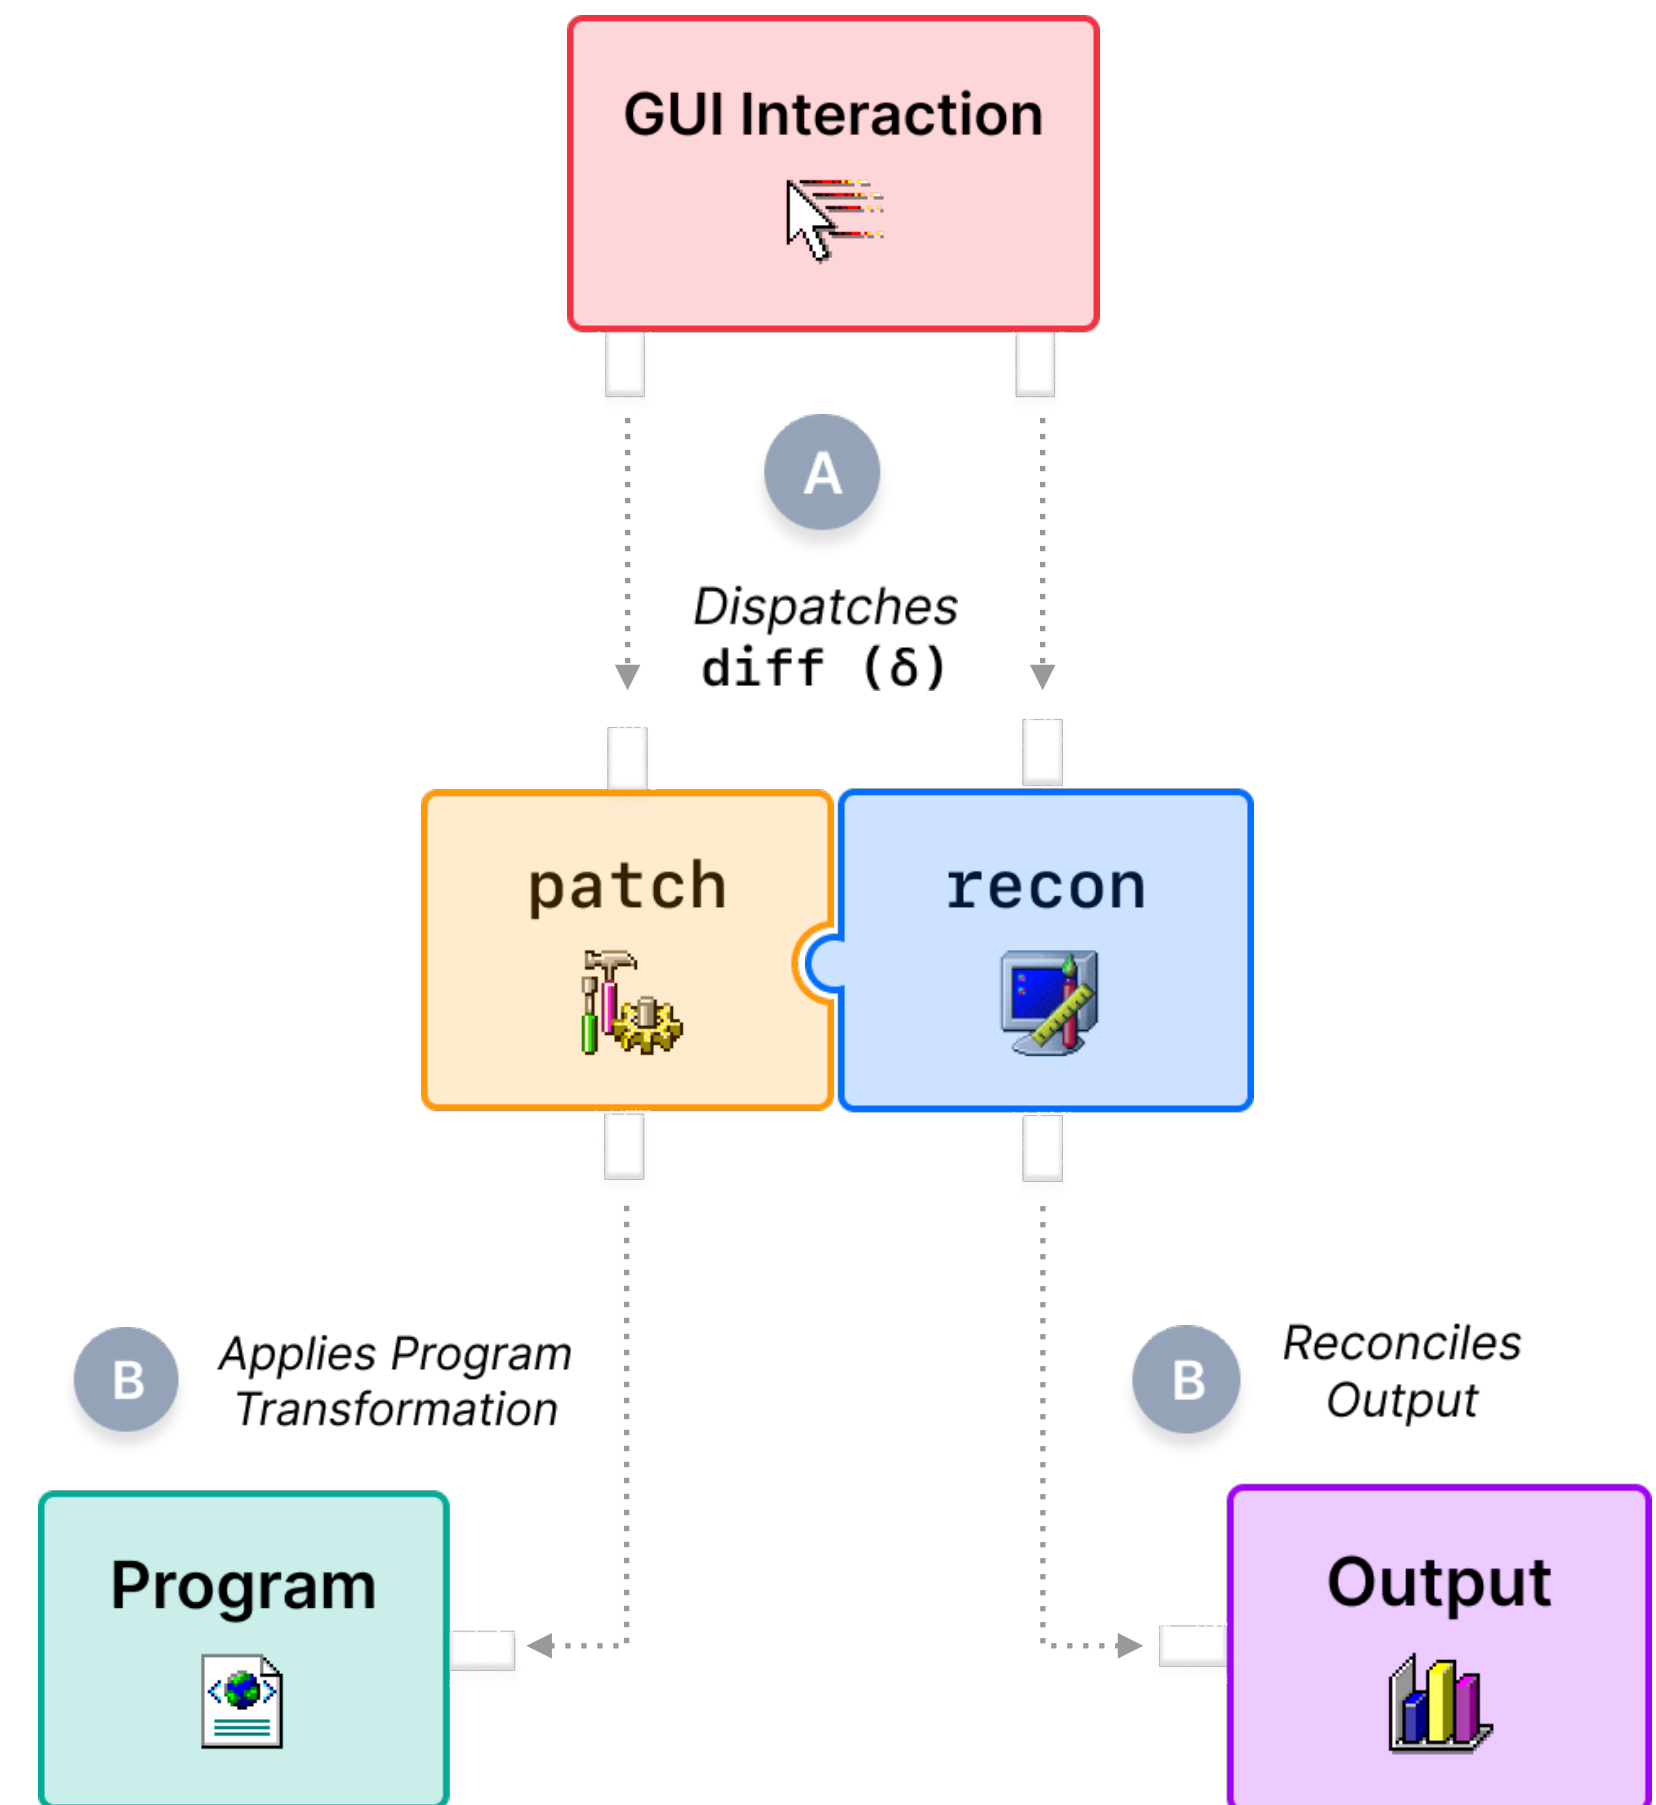 GUI Interaction
A
Dispatches
diff (δ)
patch
recon
B
Applies Program
Transformation
B
Reconciles
Output
Program
Output